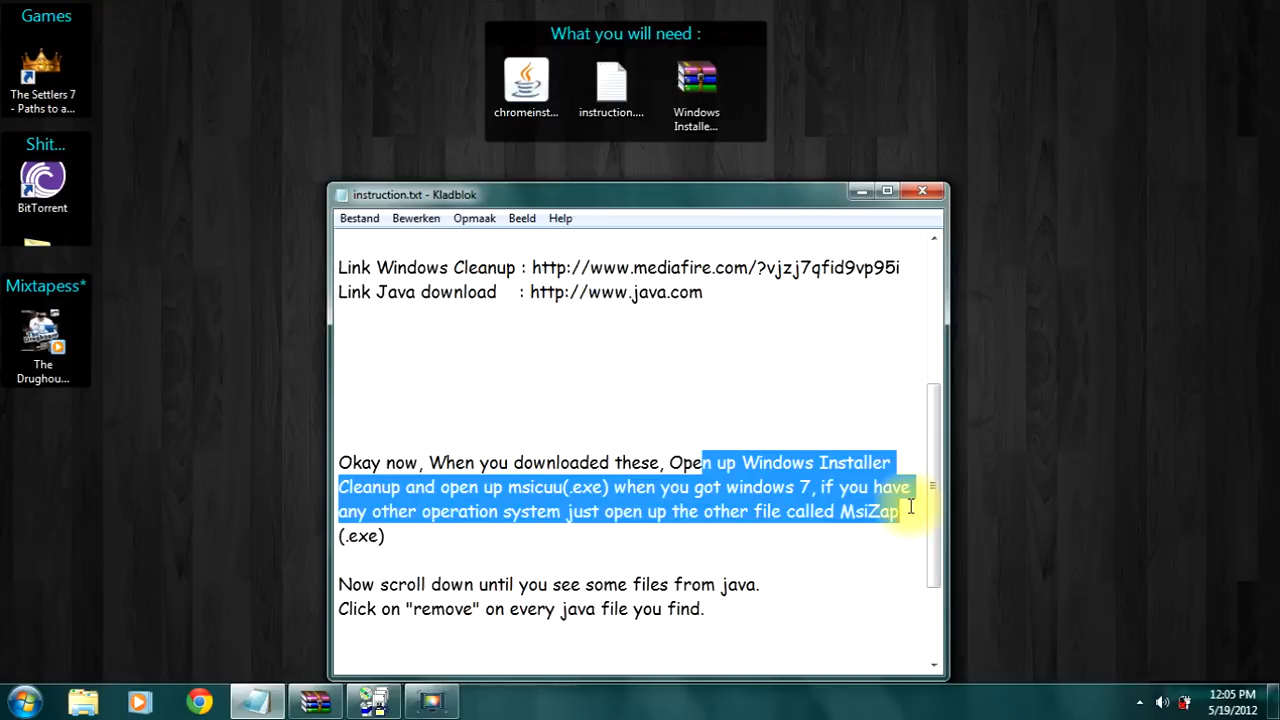 Games
What you will need :
The Settlers 7
- Paths to a...
chromeinst...
instruction....
Windows
Installe...
Shit...
BitTorrent
instruction.txt - Kladblok
Bestand Bewerken Opmaak Beeld Help
Link Windows Cleanup : http://www.mediafire.com/?vjzj7qfid9vp95i
Link Java download : http://www.java.com
Mixtapess*
The
Drughou...
Okay now, When you downloaded these, Open up Windows Installer
Cleanup and open up msicuu(.exe) when you got windows 7, if you have
any other operation system just open up the other file called MsiZap
(.exe)
Now scroll down until you see some files from java.
Click on "remove" on every java file you find.
12:05 PM
5/19/2012